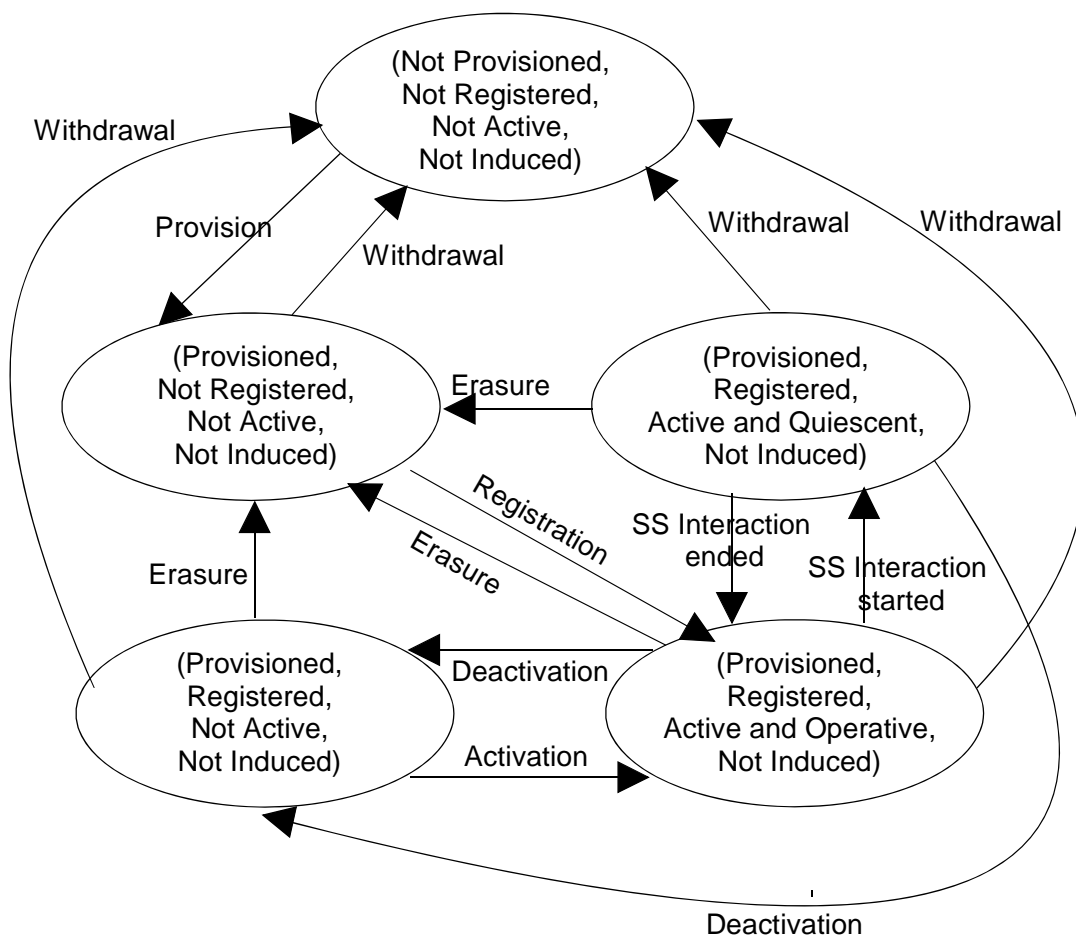 (Not Provisioned,
Not Registered,
Not Active,
Not Induced)
Withdrawal
Provision
Withdrawal
Withdrawal
Withdrawal
(Provisioned,
Not Registered,
Not Active,
Not Induced)
Erasure
(Provisioned,
Registered,
Active and Quiescent,
Not Induced)
Registration
Erasure
SS Interaction
ended
SS Interaction
started
Erasure
(Provisioned,
Registered,
Not Active,
Not Induced)
Deactivation
Activation
(Provisioned,
Registered,
Active and Operative,
Not Induced)
Deactivation